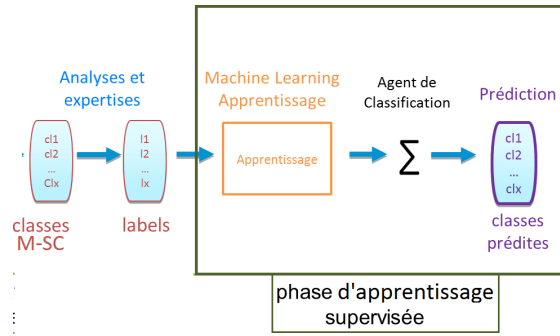 Analyses et
expertises
cl1
cl2
...
Clx
classes
M-SC
l1
l2
...
lx
labels
Machine Learning
Apprentissage
Apprentissage
Agent de
Classification
∑
Prédiction
cl1
cl2
...
clx
classes
prédites
phase d'apprentissage
supervisée